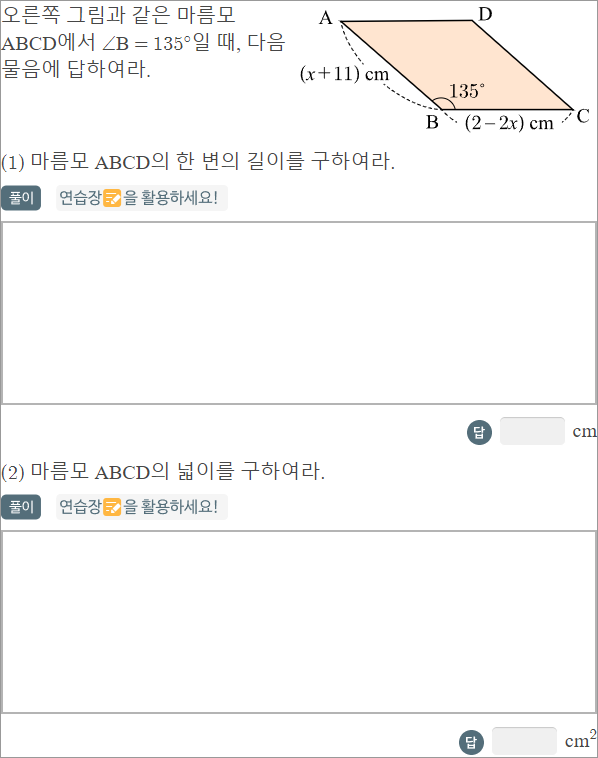 오른쪽 그림과 같은 마름모
ABCD에서 ∠B = 135°일 때, 다음
물음에 답하여라.
A
D
(x+11) cm
135°
B
(2−2x) cm
C
(1) 마름모 ABCD의 한 변의 길이를 구하여라.
풀이 연습장을 활용하세요!
답 cm
(2) 마름모 ABCD의 넓이를 구하여라.
풀이 연습장을 활용하세요!
답 cm²